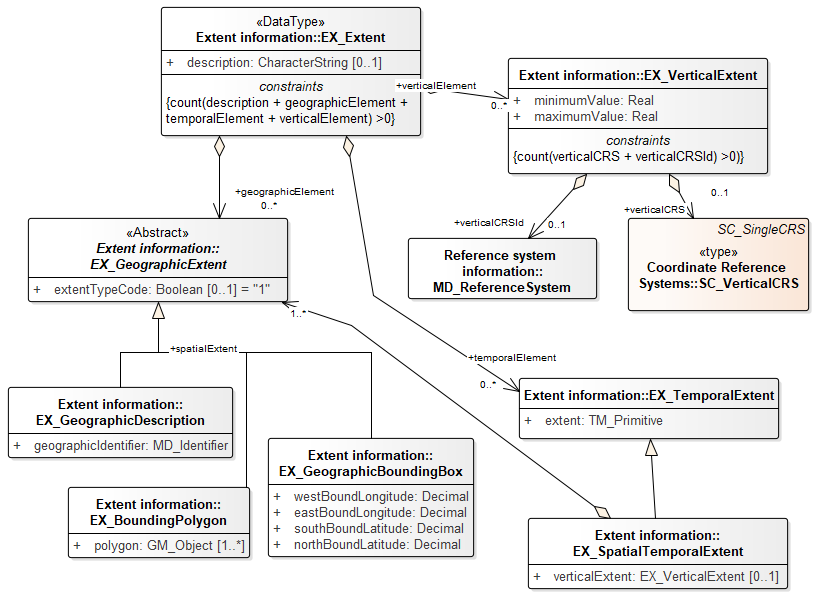 «DataType»
Extent information::EX_Extent
+ description: CharacterString [0..1]
constraints
{count(description + geographicElement +
temporalElement + verticalElement) >0}
+verticalElement
0..*
Extent information::EX_VerticalExtent
+ minimumValue: Real
+ maximumValue: Real
constraints
{count(verticalCRS + verticalCRSId) >0)}
+geographicElement
0..*
+verticalCRSId
0..1
0..1
+verticalCRS
«Abstract»
Extent information::
EX_GeographicExtent
+ extentTypeCode: Boolean [0..1] = "1"
Reference system
information::
MD_ReferenceSystem
SC_SingleCRS
«type»
Coordinate Reference
Systems::SC_VerticalCRS
1..*
+spatialExtent
+temporalElement
0..*
Extent information::
EX_GeographicDescription
+ geographicIdentifier: MD_Identifier
Extent information::EX_TemporalExtent
+ extent: TM_Primitive
Extent information::
EX_GeographicBoundingBox
+ westBoundLongitude: Decimal
+ eastBoundLongitude: Decimal
+ southBoundLatitude: Decimal
+ northBoundLatitude: Decimal
Extent information::
EX_BoundingPolygon
+ polygon: GM_Object [1..*]
Extent information::
EX_SpatialTemporalExtent
+ verticalExtent: EX_VerticalExtent [0..1]